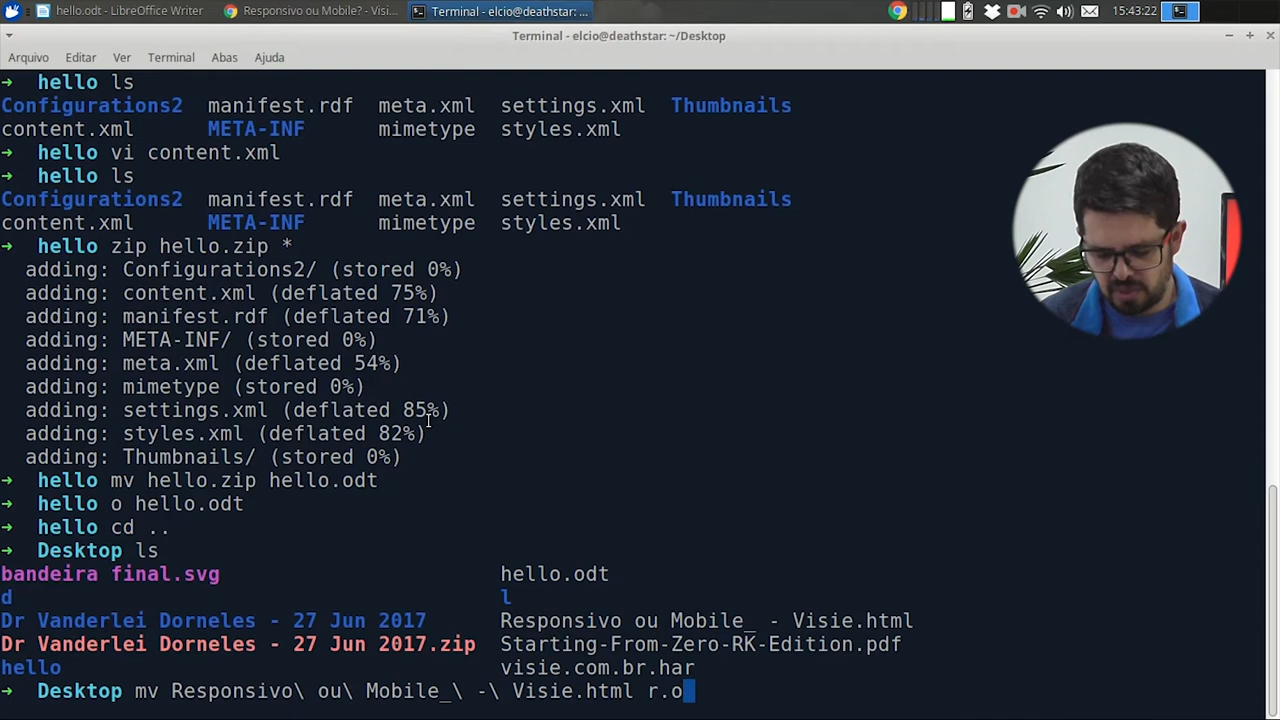 hello.odt - LibreOffice Writer
Responsivo ou Mobile? - Visi...
Terminal - elcio@deathstar: ...
15:43:22
Terminal - elcio@deathstar: ~/Desktop
Arquivo Editar Ver Terminal Abas Ajuda
➜ hello ls
Configurations2 manifest.rdf meta.xml settings.xml Thumbnails
content.xml META-INF mimetype styles.xml
➜ hello vi content.xml
➜ hello ls
Configurations2 manifest.rdf meta.xml settings.xml Thumbnails
content.xml META-INF mimetype styles.xml
➜ hello zip hello.zip *
adding: Configurations2/ (stored 0%)
adding: content.xml (deflated 75%)
adding: manifest.rdf (deflated 71%)
adding: META-INF/ (stored 0%)
adding: meta.xml (deflated 54%)
adding: mimetype (stored 0%)
adding: settings.xml (deflated 85%)
adding: styles.xml (deflated 82%)
adding: Thumbnails/ (stored 0%)
➜ hello mv hello.zip hello.odt
➜ hello o hello.odt
➜ hello cd ..
➜ Desktop ls
bandeira final.svg hello.odt
d l
Dr Vanderlei Dorneles - 27 Jun 2017 Responsivo ou Mobile_ - Visie.html
Dr Vanderlei Dorneles - 27 Jun 2017.zip Starting-From-Zero-RK-Edition.pdf
hello visie.com.br.har
➜ Desktop mv Responsivo\ ou\ Mobile_\ -\ Visie.html r.o